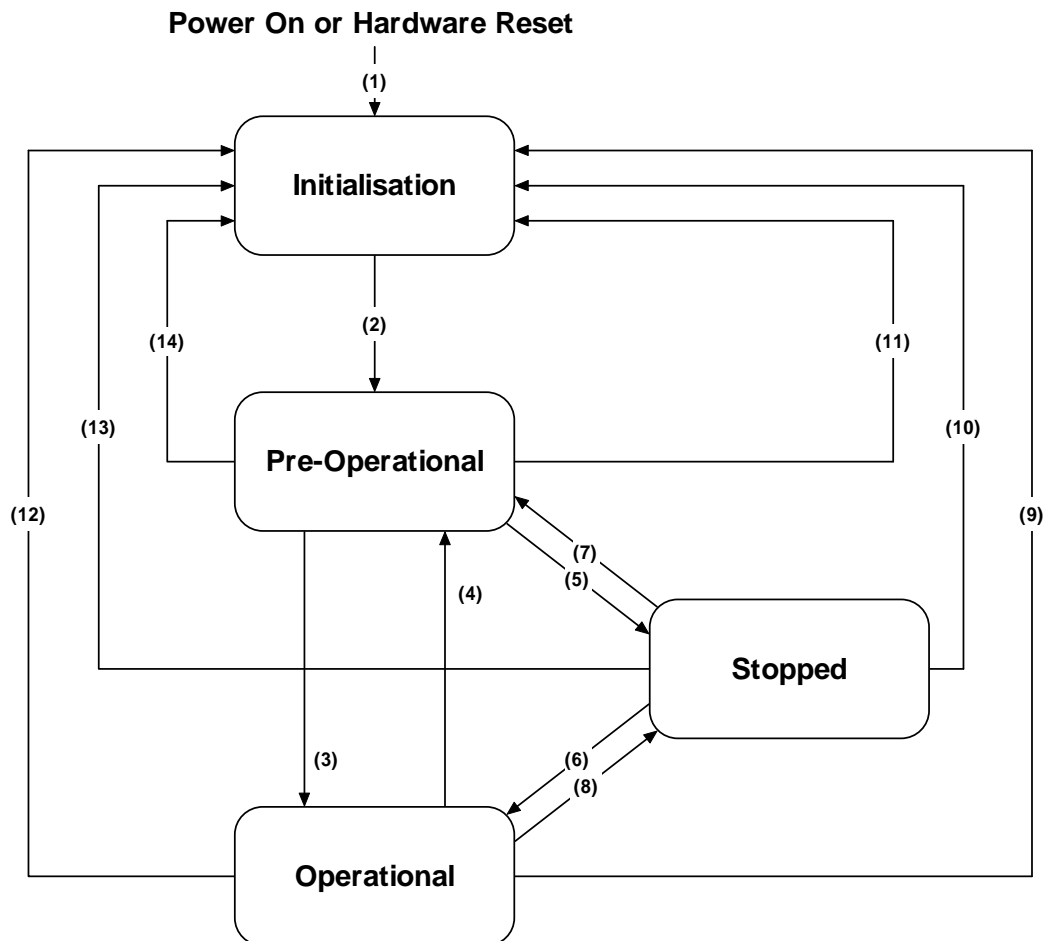 Power On or Hardware Reset
(1)
Initialisation
(2)
(14)
(11)
(13)
(10)
Pre-Operational
(12)
(9)
(7)
(5)
(4)
Stopped
(3)
(6)
(8)
Operational